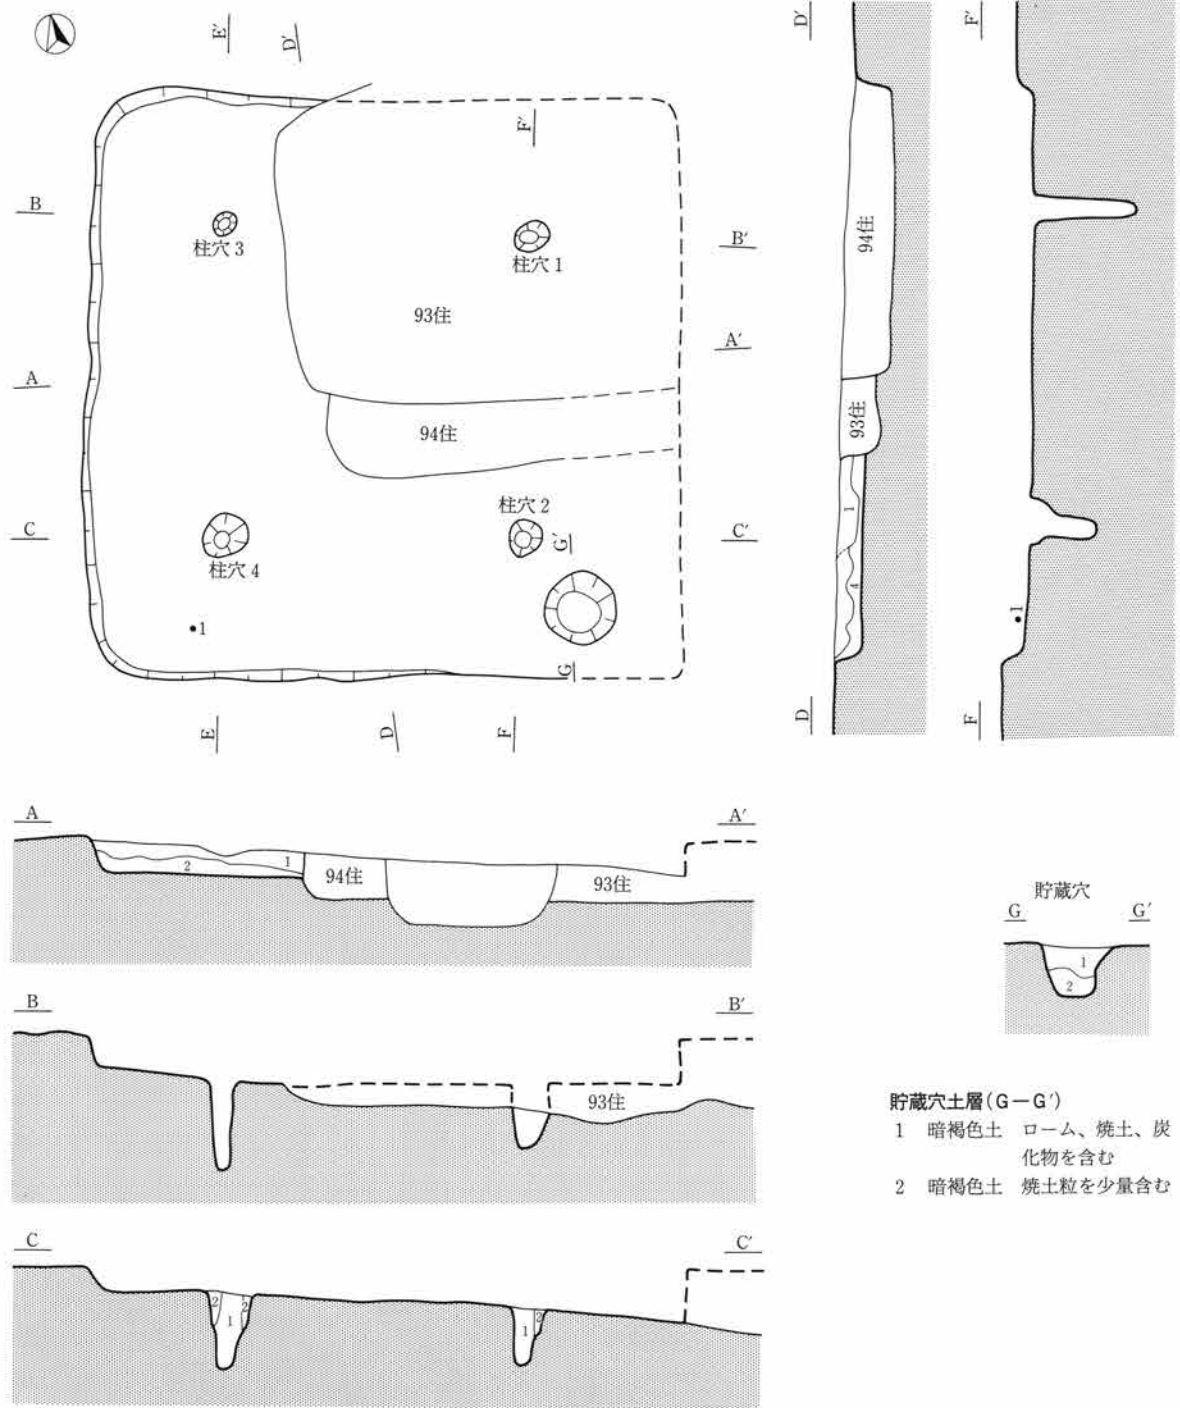 E′
D′
D′
F′
F′
B
柱穴 3
柱穴 1
B′
94住
93住
A′
A
94住
93住
柱穴 2
1
C
G′
C′
柱穴 4
4
1
1
G
E
D
F
D
F
A
A′
2
1
94住
93住
貯蔵穴
G
G′
1
2
B
B′
93住
貯蔵穴土層(G－G′)
1 暗褐色土 ローム、焼土、炭
化物を含む
2 暗褐色土 焼土粒を少量含む
C
C′
2
2
1
1
2